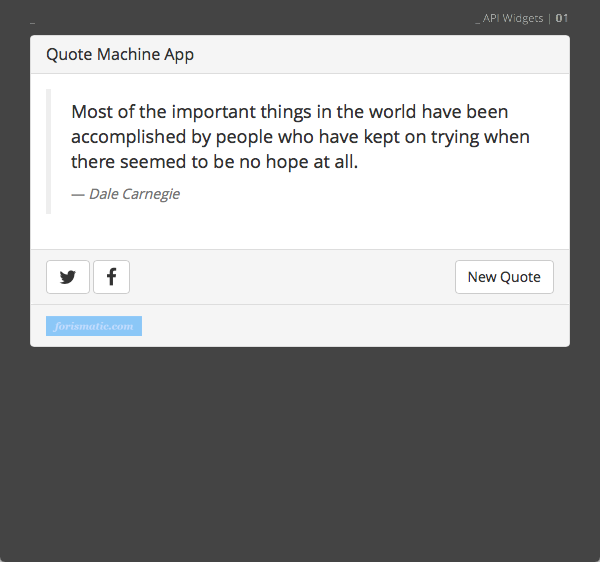 _
_ API Widgets | 01
Quote Machine App
Most of the important things in the world have been
accomplished by people who have kept on trying when
there seemed to be no hope at all.
— Dale Carnegie
New Quote
forismatic.com